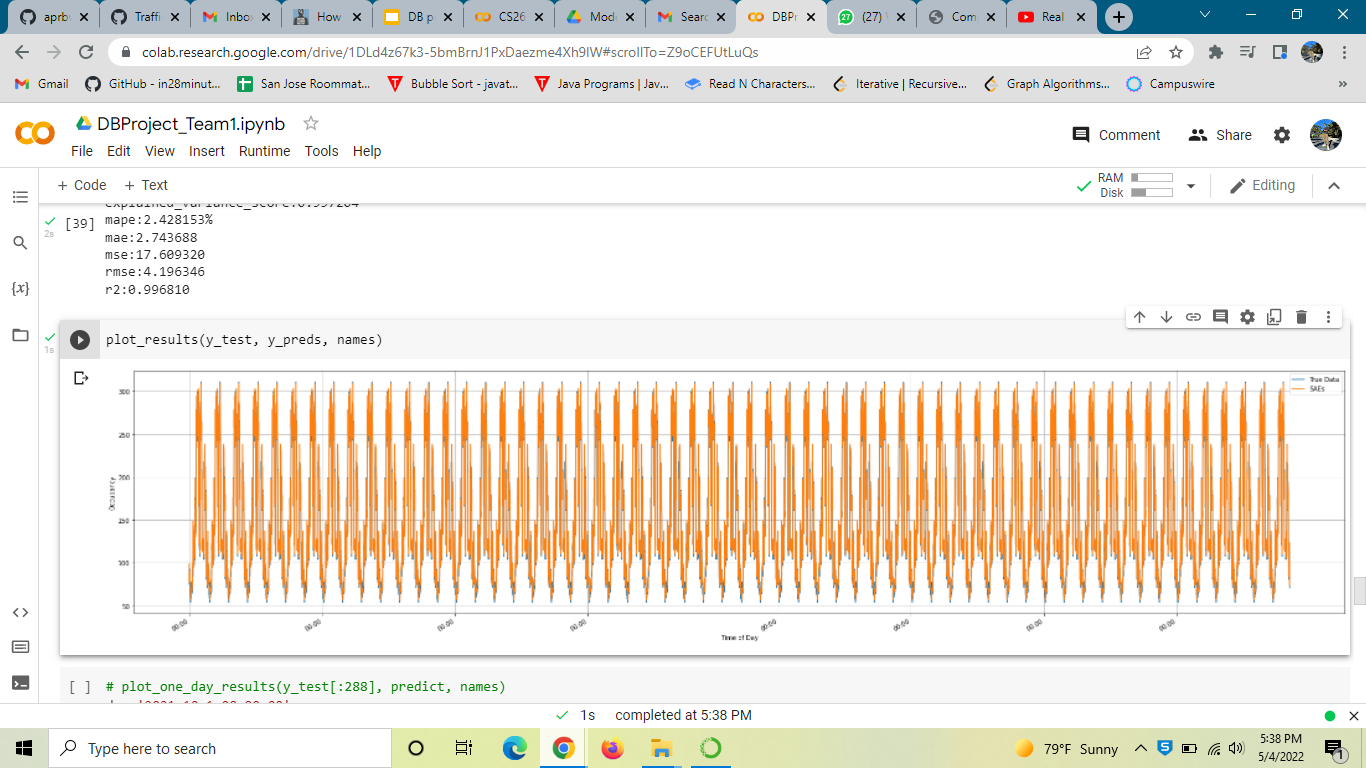 aprb
Traffi
Inbo
How
DB p
CS26
Mode
Searc
DBPr
(27)
Com
Real
colab.research.google.com/drive/1DLd4z67k3-5bmBrnJ1PxDaezme4Xh9lW#scrollTo=Z9oCEFUtLuQs
Gmail
GitHub - in28minut...
San Jose Roommat...
Bubble Sort - javat...
Java Programs | Jav...
Read N Characters...
Iterative | Recursive...
Graph Algorithms...
Campuswire
»
DBProject_Team1.ipynb
Comment
Share
File Edit View Insert Runtime Tools Help
+ Code + Text
RAM
Disk
Editing
explained_variance_score:0.997204
[39]
2s
mape:2.428153%
mae:2.743688
mse:17.609320
rmse:4.196346
r2:0.996810
{x}
1s
plot_results(y_test, y_preds, names)
True Data
SAEs
300
250
200
150
100
50
Occupancy
00:00 00:00 00:00 00:00 00:00 00:00 00:00 00:00
Time of Day
[ ] # plot_one_day_results(y_test[:288], predict, names)
1s completed at 5:38 PM
Type here to search
79°F Sunny
5:38 PM
5/4/2022
1